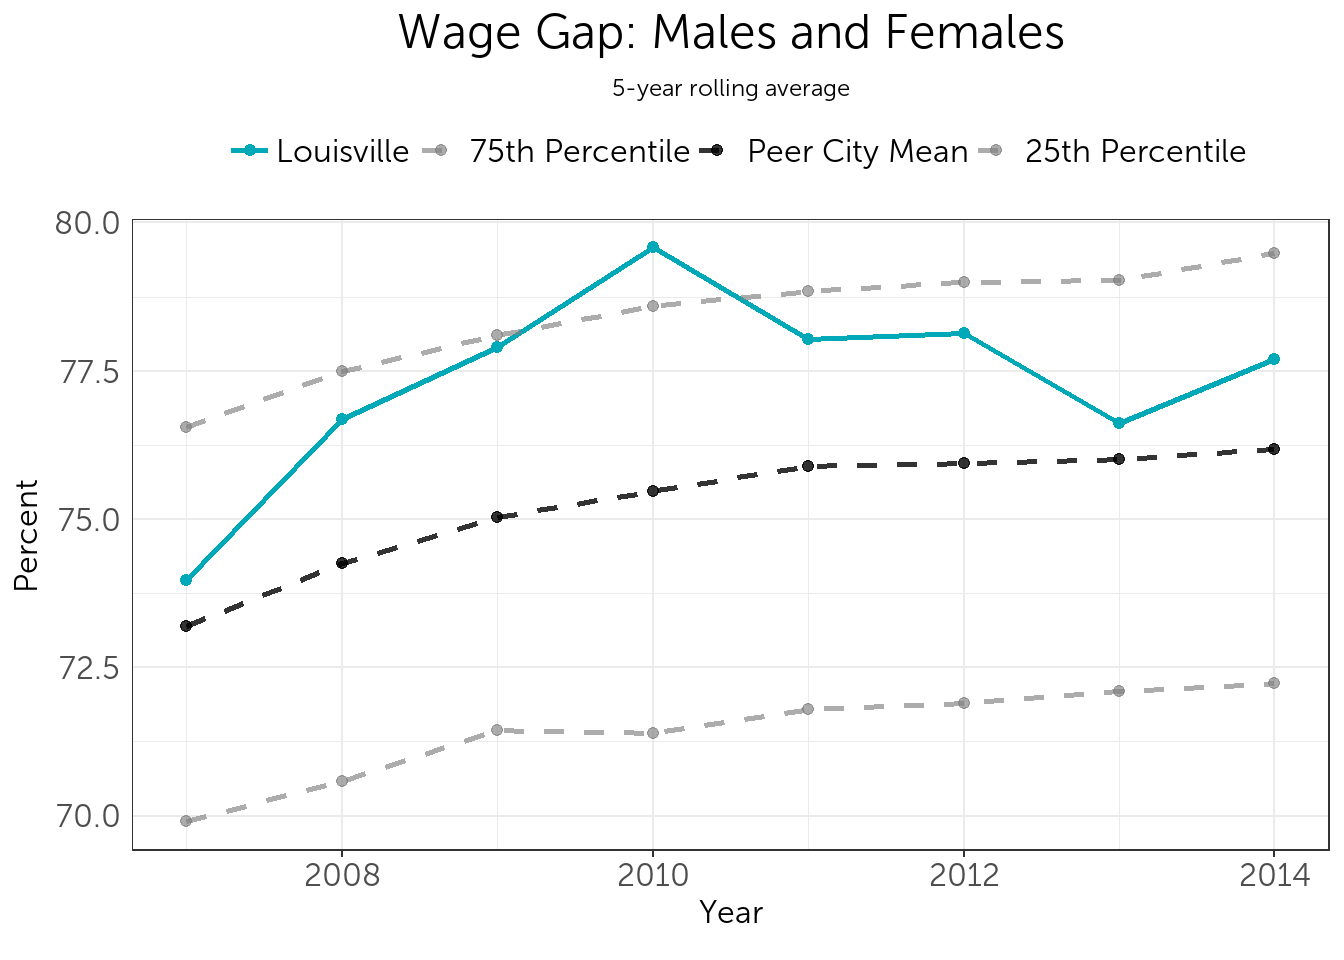 Wage Gap: Males and Females
5-year rolling average
Louisville 75th Percentile Peer City Mean 25th Percentile
80.0
77.5
75.0
72.5
70.0
Percent
2008 2010 2012 2014
Year